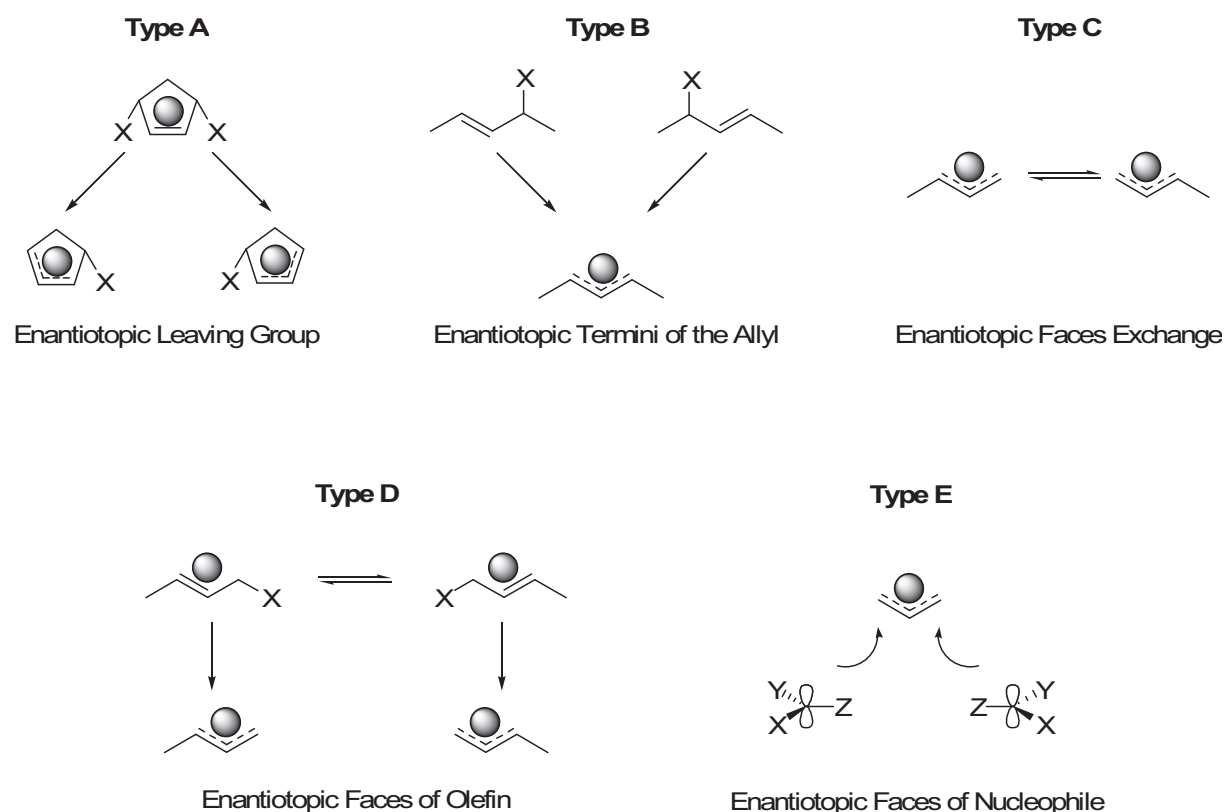 Type A
Type B
Type C
X X
X
X
X
X
Enantiotopic Leaving Group
Enantiotopic Termini of the Allyl
Enantiotopic Faces Exchange
Type D
Type E
X
X
Y
X
Z
Z
Y
X
Enantiotopic Faces of Olefin
Enantiotopic Faces of Nucleophile